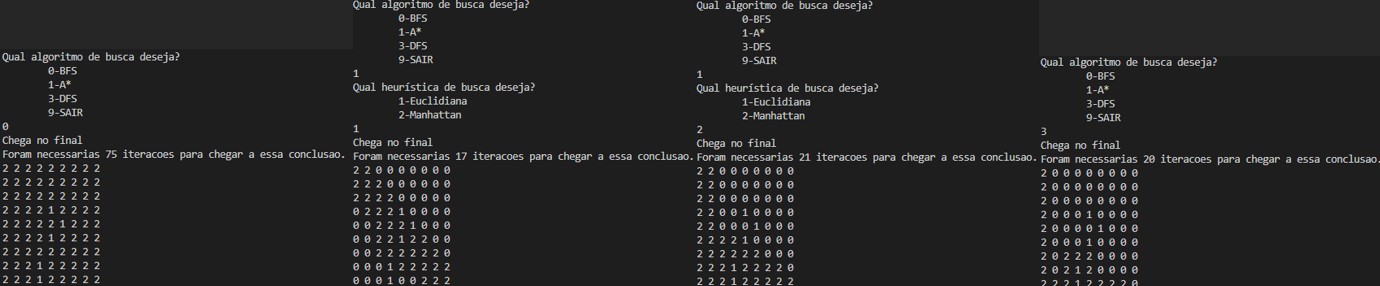 Qual algoritmo de busca deseja?
0-BFS
1-A*
3-DFS
9-SAIR
0
Chega no final
Foram necessarias 75 iteracoes para chegar a essa conclusao.
2 2 2 2 2 2 2 2 2
2 2 2 2 2 2 2 2 2
2 2 2 2 2 2 2 2 2
2 2 2 2 1 2 2 2 2
2 2 2 2 2 1 2 2 2
2 2 2 2 1 2 2 2 2
2 2 2 2 2 2 2 2 2
2 2 2 1 2 2 2 2 2
2 2 2 1 2 2 2 2 2
Qual algoritmo de busca deseja?
0-BFS
1-A*
3-DFS
9-SAIR
1
Qual heurística de busca deseja?
1-Euclidiana
2-Manhattan
1
Chega no final
Foram necessarias 17 iteracoes para chegar a essa conclusao.
2 2 0 0 0 0 0 0 0
2 2 2 0 0 0 0 0 0
2 2 2 2 0 0 0 0 0
0 2 2 2 1 0 0 0 0
0 0 2 2 2 1 0 0 0
0 0 2 2 1 2 2 0 0
0 0 2 2 2 2 2 2 0
0 0 0 1 2 2 2 2 2
0 0 0 1 0 0 2 2 2
Qual algoritmo de busca deseja?
0-BFS
1-A*
3-DFS
9-SAIR
1
Qual heurística de busca deseja?
1-Euclidiana
2-Manhattan
2
Chega no final
Foram necessarias 21 iteracoes para chegar a essa conclusao.
2 2 0 0 0 0 0 0 0
2 2 0 0 0 0 0 0 0
2 2 0 0 0 0 0 0 0
2 2 0 0 1 0 0 0 0
2 2 0 0 0 1 0 0 0
2 2 2 2 1 0 0 0 0
2 2 2 2 2 2 0 0 0
2 2 2 1 2 2 2 2 0
2 2 2 1 2 2 2 2 2
Qual algoritmo de busca deseja?
0-BFS
1-A*
3-DFS
9-SAIR
3
Chega no final
Foram necessarias 20 iteracoes para chegar a essa conclusao.
2 0 0 0 0 0 0 0 0
2 0 0 0 0 0 0 0 0
2 0 0 0 0 0 0 0 0
2 0 0 0 1 0 0 0 0
2 0 0 0 0 1 0 0 0
2 0 0 0 1 0 0 0 0
2 0 2 2 2 0 0 0 0
2 0 2 1 2 0 0 0 0
2 2 2 1 2 2 2 2 0